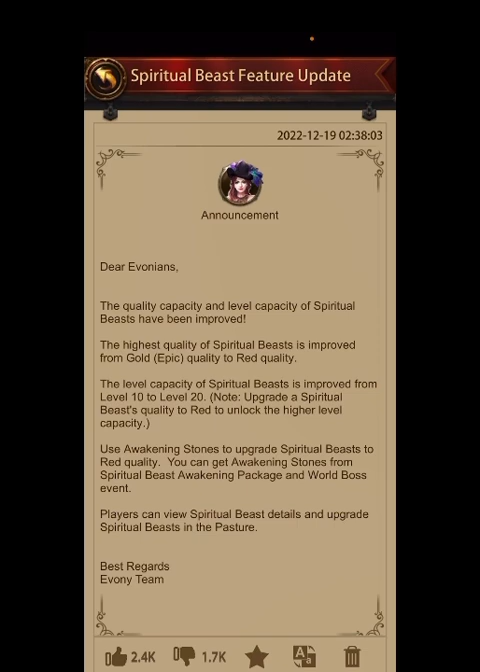 Spiritual Beast Feature Update
2022-12-19 02:38:03
Announcement
Dear Evonians,
The quality capacity and level capacity of Spiritual
Beasts have been improved!
The highest quality of Spiritual Beasts is improved
from Gold (Epic) quality to Red quality.
The level capacity of Spiritual Beasts is improved from
Level 10 to Level 20. (Note: Upgrade a Spiritual
Beast's quality to Red to unlock the higher level
capacity.)
Use Awakening Stones to upgrade Spiritual Beasts to
Red quality.  You can get Awakening Stones from
Spiritual Beast Awakening Package and World Boss
event.
Players can view Spiritual Beast details and upgrade
Spiritual Beasts in the Pasture.
Best Regards
Evony Team
2.4K 1.7K